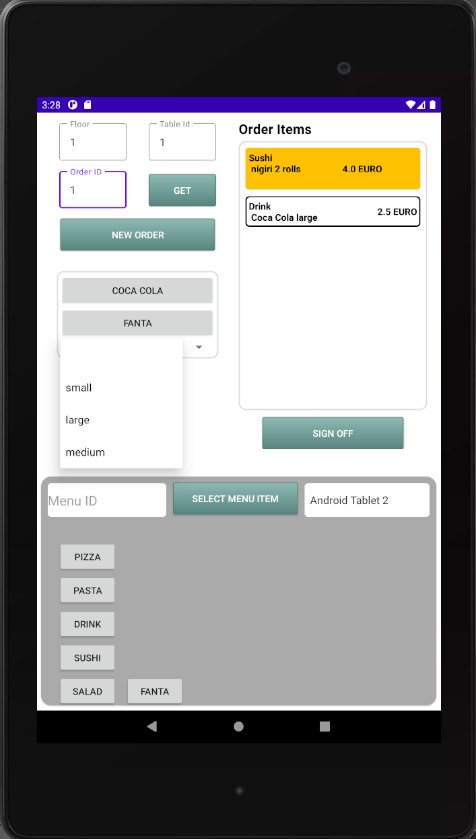 3:28
Floor
1
Table Id
1
Order ID
1
GET
NEW ORDER
Order Items
Sushi
nigiri 2 rolls 4.0 EURO
Drink
Coca Cola large 2.5 EURO
COCA COLA
FANTA
small
large
medium
SIGN OFF
Menu ID
SELECT MENU ITEM
Android Tablet 2
PIZZA
PASTA
DRINK
SUSHI
SALAD FANTA